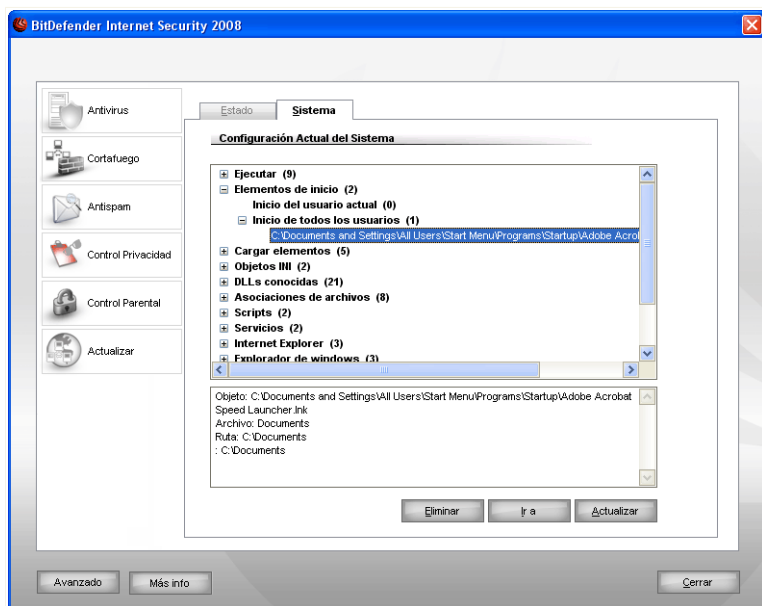 BitDefender Internet Security 2008
Antivirus
Cortafuego
Antispam
Control Privacidad
Control Parental
Actualizar
Estado
Sistema
Configuración Actual del Sistema
Ejecutar (9)
Elementos de inicio (2)
Inicio del usuario actual (0)
Inicio de todos los usuarios (1)
C:\Documents and Settings\All Users\Start Menu\Programs\Startup\Adobe Acrobat
Cargar elementos (5)
Objetos INI (2)
DLLs conocidas (21)
Asociaciones de archivos (8)
Scripts (2)
Servicios (2)
Internet Explorer (3)
Explorador de windows (3)
Objeto: C:\Documents and Settings\All Users\Start Menu\Programs\Startup\Adobe Acrobat
Speed Launcher.lnk
Archivo: Documents
Ruta: C:\Documents
: C:\Documents
Eliminar
Ir a
Actualizar
Avanzado
Más info
Cerrar